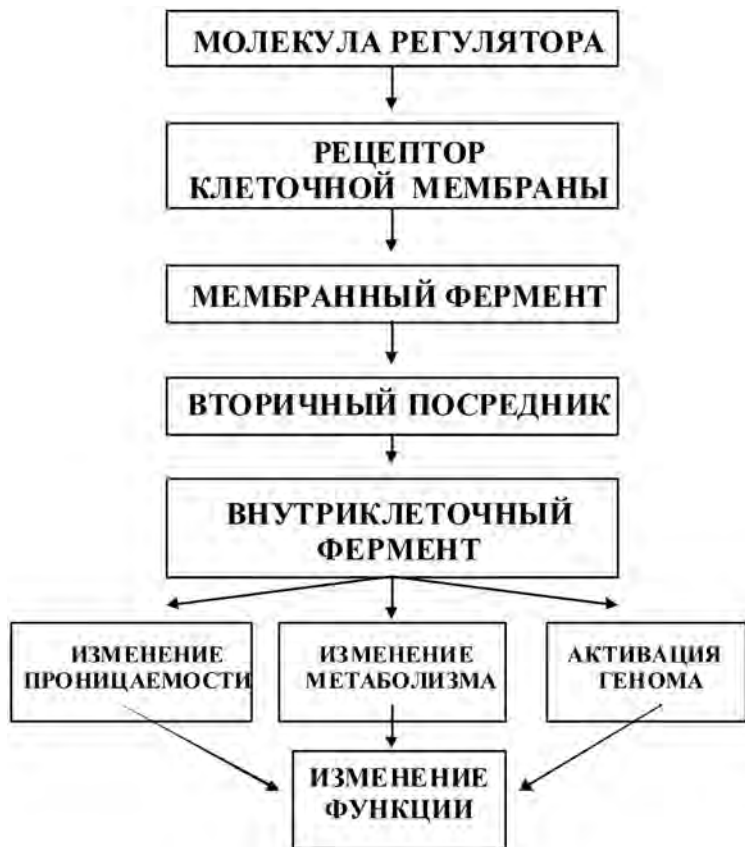 МОЛЕКУЛА РЕГУЛЯТОРА
РЕЦЕПТОР
КЛЕТОЧНОЙ МЕМБРАНЫ
МЕМБРАННЫЙ ФЕРМЕНТ
ВТОРИЧНЫЙ ПОСРЕДНИК
ВНУТРИКЛЕТОЧНЫЙ
ФЕРМЕНТ
ИЗМЕНЕНИЕ
ПРОНИЦАЕМОСТИ
ИЗМЕНЕНИЕ
МЕТАБОЛИЗМА
АКТИВАЦИЯ
ГЕНОМА
ИЗМЕНЕНИЕ
ФУНКЦИИ